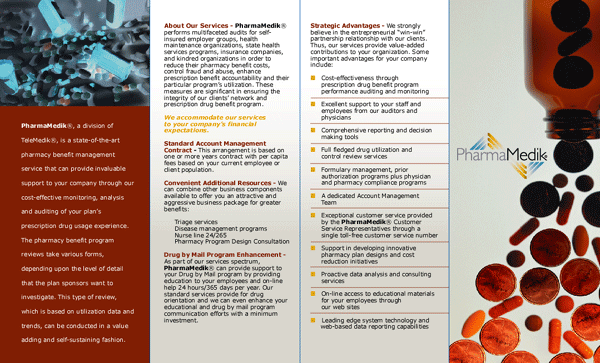 PharmaMedik®, a division of
TeleMedik®, is a state-of-the-art
pharmacy benefit management
service that can provide invaluable
support to your company through our
cost-effective monitoring, analysis
and auditing of your plan's
prescription drug usage experience.
The pharmacy benefit program
reviews take various forms,
depending upon the level of detail
that the plan sponsors want to
investigate. This type of review,
which is based on utilization data and
trends, can be conducted in a value
adding and self-sustaining fashion.
About Our Services - PharmaMedik®
performs multifaceted audits for self-
insured employer groups, health
maintenance organizations, state health
services programs, insurance companies,
and kindred organizations in order to
reduce their pharmacy benefit costs,
control fraud and abuse, enhance
prescription benefit accountability and their
particular program's utilization. These
measures are significant in ensuring the
integrity of our clients' network and
prescription drug benefit program.
We accommodate our services
to your company's financial
expectations.
Standard Account Management
Contract - This arrangement is based on
one or more years contract with per capita
fees based on your current employee or
client population.
Convenient Additional Resources - We
can combine other business components
available to offer you an attractive and
aggressive business package for greater
benefits:
Triage services
Disease management programs
Nurse line 24/265
Pharmacy Program Design Consultation
Drug by Mail Program Enhancement -
As part of our services spectrum,
PharmaMedik® can provide support to
your Drug by Mail program by providing
education to your employees and on-line
help 24 hours/365 days per year. Our
standard services provide for drug
orientation and we can even enhance your
educational and drug by mail program
communication efforts with a minimum
investment.
Strategic Advantages - We strongly
believe in the entrepreneurial "win-win"
partnership relationship with our clients.
Thus, our services provide value-added
contributions to your organization. Some
important advantages for your company
include:
Cost-effectiveness through
prescription drug benefit program
performance auditing and monitoring
Excellent support to your staff and
employees from our auditors and
physicians
Comprehensive reporting and decision
making tools
Full fledged drug utilization and
control review services
Formulary management, prior
authorization programs plus physician
and pharmacy compliance programs
A dedicated Account Management
Team
Exceptional customer service provided
by the PharmaMedik® Customer
Service Representatives through a
single toll-free customer service number
Support in developing innovative
pharmacy plan designs and cost
reduction initiatives
Proactive data analysis and consulting
services
On-line access to educational materials
for your employees through
our web sites
Leading edge system technology and
web-based data reporting capabilities
PharmaMedik®